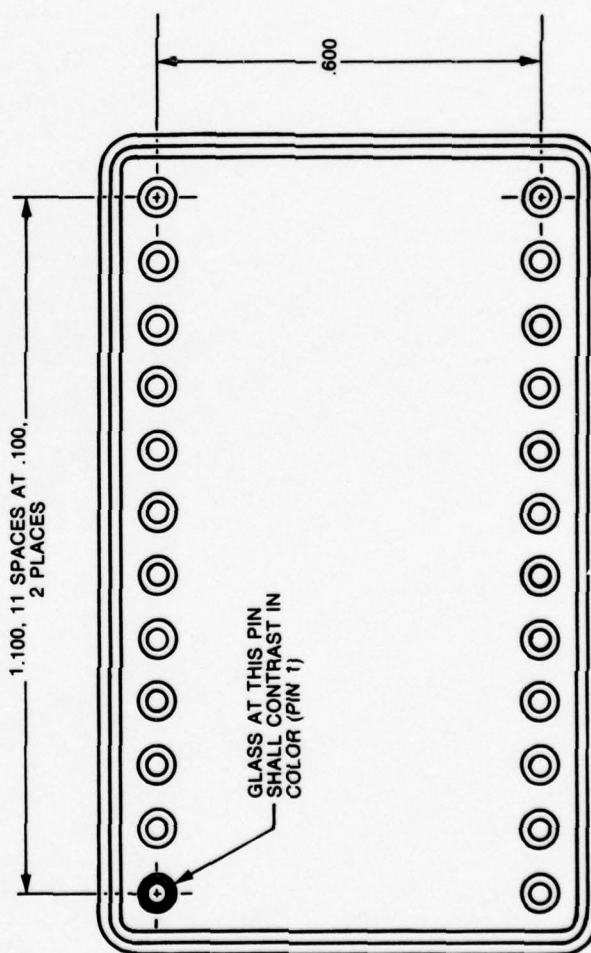 .600
1.100, 11 SPACES AT .100,
2 PLACES
GLASS AT THIS PIN
SHALL CONTRAST IN
COLOR (PIN 1)